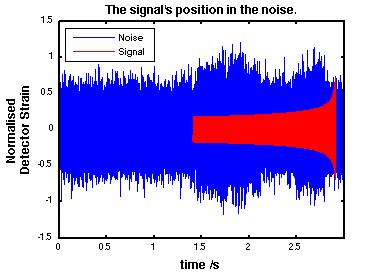 The signal's position in the noise.
Noise
Signal
Normalised
Detector Strain
1.5
1
0.5
0
-0.5
-1
-1.5
0 0.5 1 1.5 2 2.5
time /s